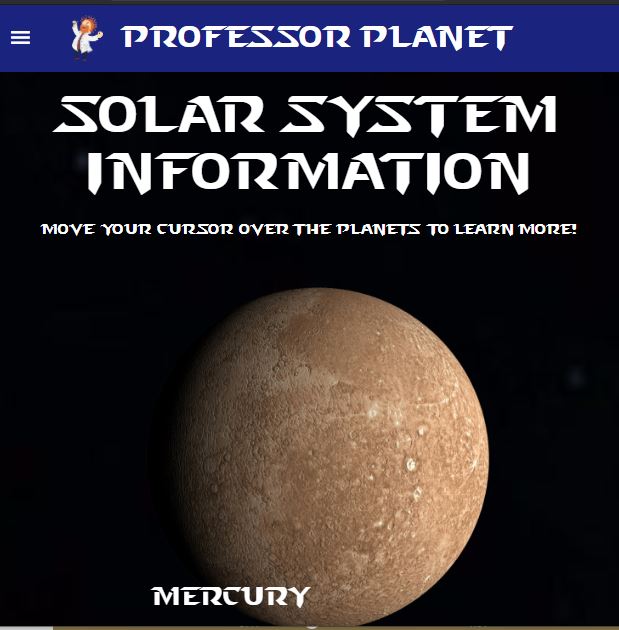 PROFESSOR PLANET
SOLAR SYSTEM
INFORMATION
MOVE YOUR CURSOR OVER THE PLANETS TO LEARN MORE!
MERCURY